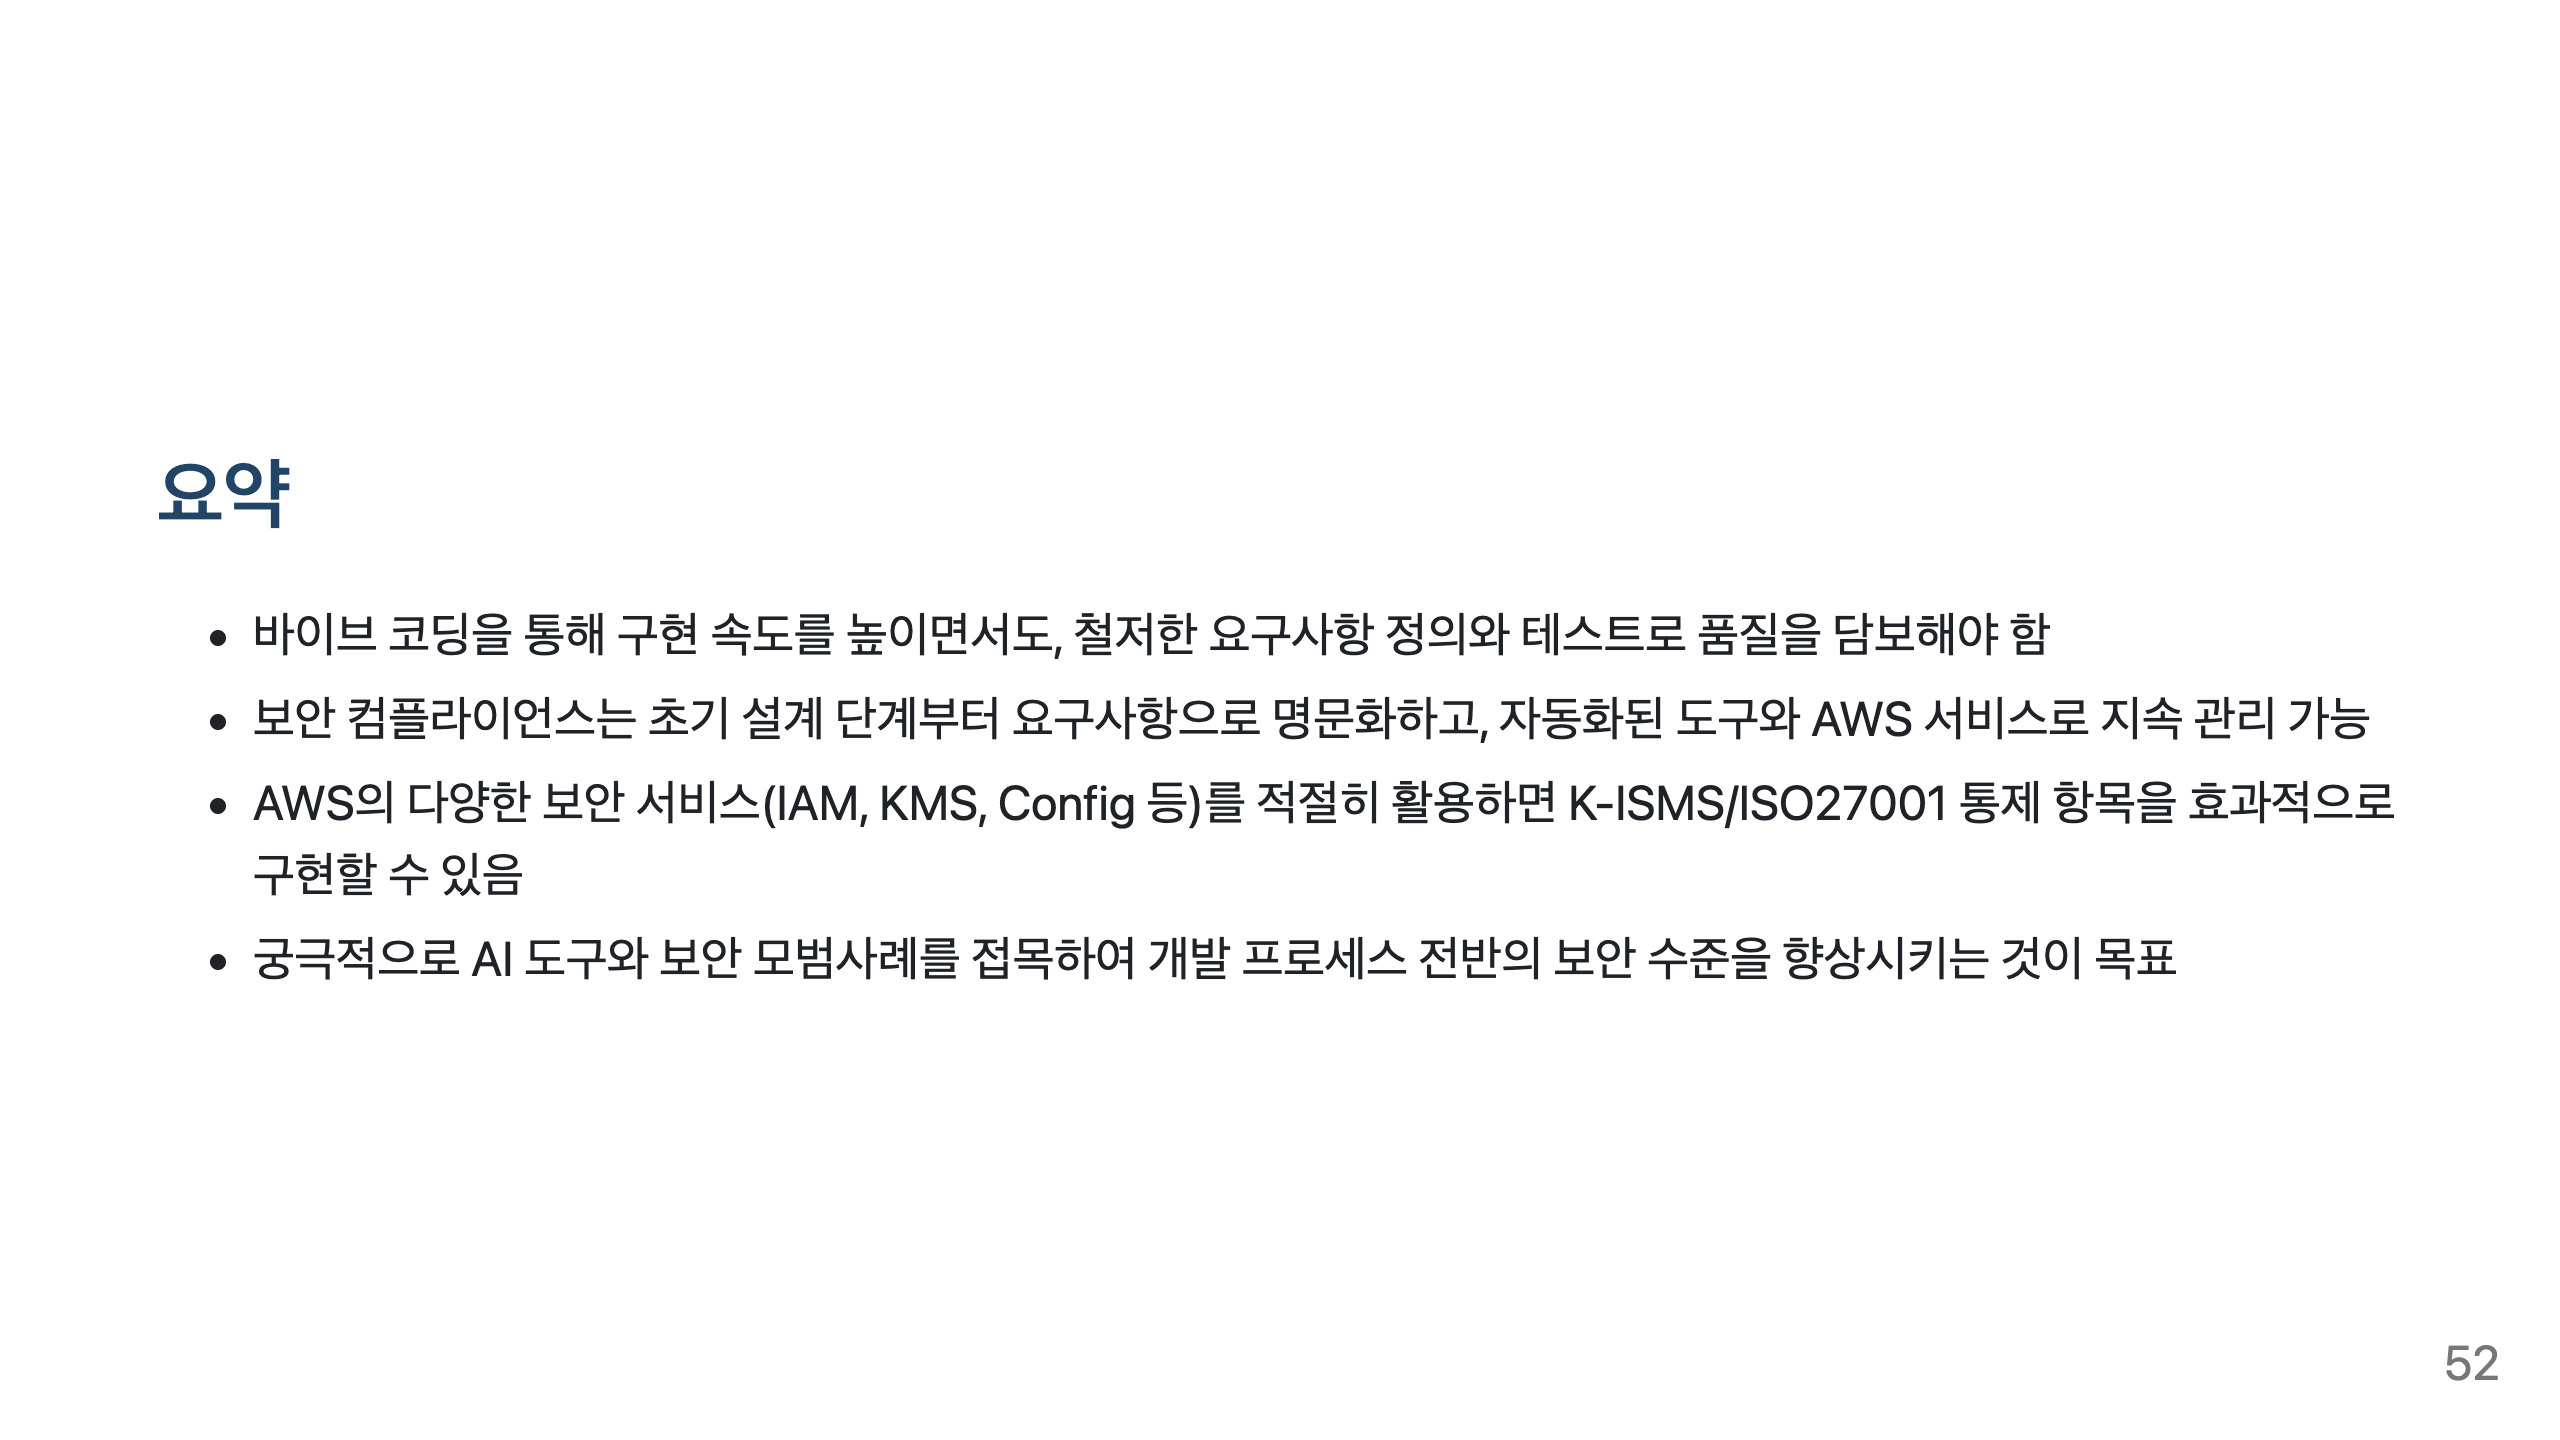 요약
• 바이브 코딩을 통해 구현 속도를 높이면서도, 철저한 요구사항 정의와 테스트로 품질을 담보해야 함
• 보안 컴플라이언스는 초기 설계 단계부터 요구사항으로 명문화하고, 자동화된 도구와 AWS 서비스로 지속 관리 가능
• AWS의 다양한 보안 서비스(IAM, KMS, Config 등)를 적절히 활용하면 K-ISMS/ISO27001 통제 항목을 효과적으로
구현할 수 있음
• 궁극적으로 AI 도구와 보안 모범사례를 접목하여 개발 프로세스 전반의 보안 수준을 향상시키는 것이 목표
52